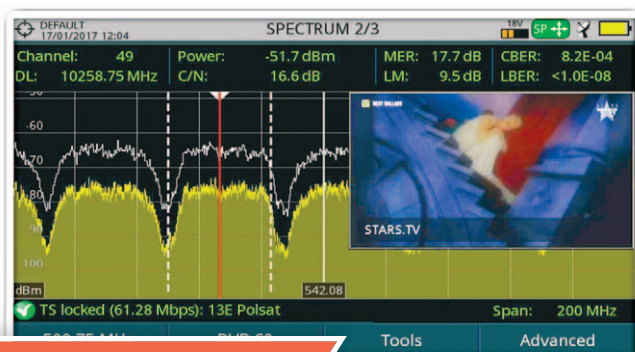 DEFAULT
17/01/2017 12:04
SPECTRUM 2/3
18V
SP
Channel: 49
Power: -51.7 dBm
MER: 17.7 dB
CBER: 8.2E-04
DL: 10258.75 MHz
C/N: 16.6 dB
LM: 9.5 dB
LBER: <1.0E-08
-60
-70
-80
-90
-100
dBm
542.08
BEST BALLADS
STARS.TV
TS locked (61.28 Mbps): 13E Polsat
Span: 200 MHz
Tools
Advanced